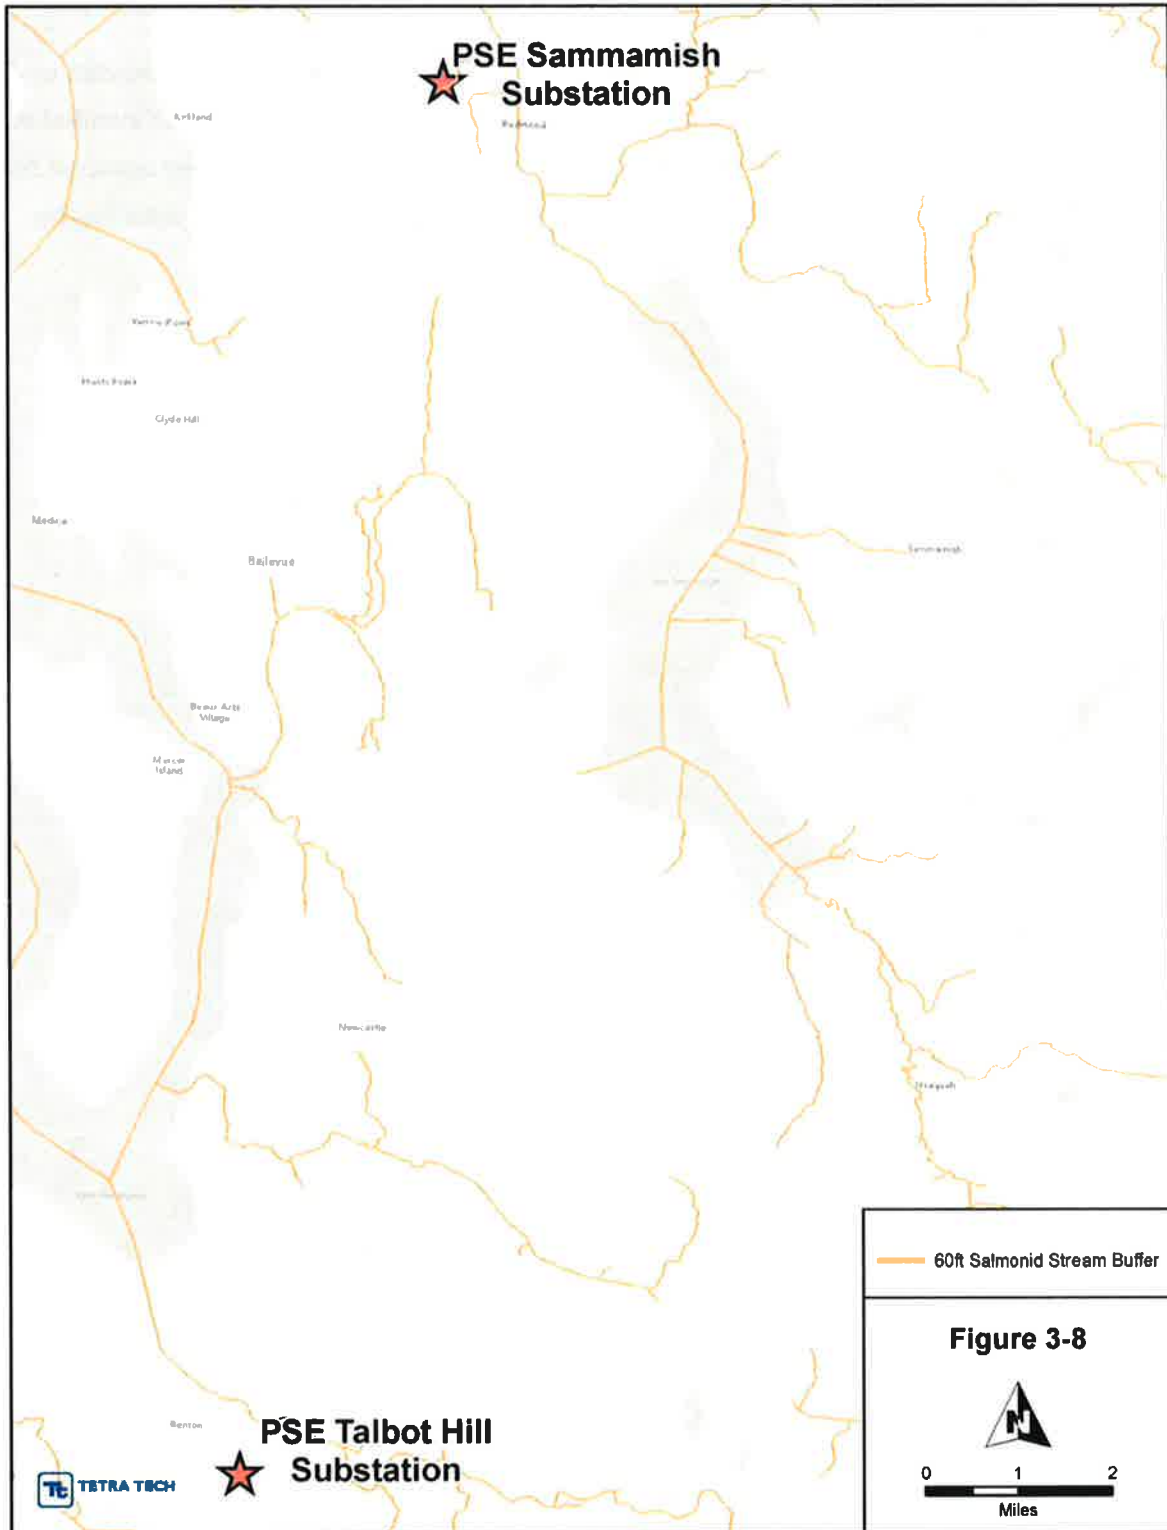 PSE Sammamish
Substation
Kirkland
Redmond
Yarrow Point
Hunts Point
Clyde Hill
Medina
Bellevue
Sammamish
Beaux Arts
Village
Mercer
Island
Newcastle
Issaquah
60ft Salmonid Stream Buffer
Figure 3-8
N
0 1 2
Miles
Renton
PSE Talbot Hill
Substation
Tt TETRA TECH